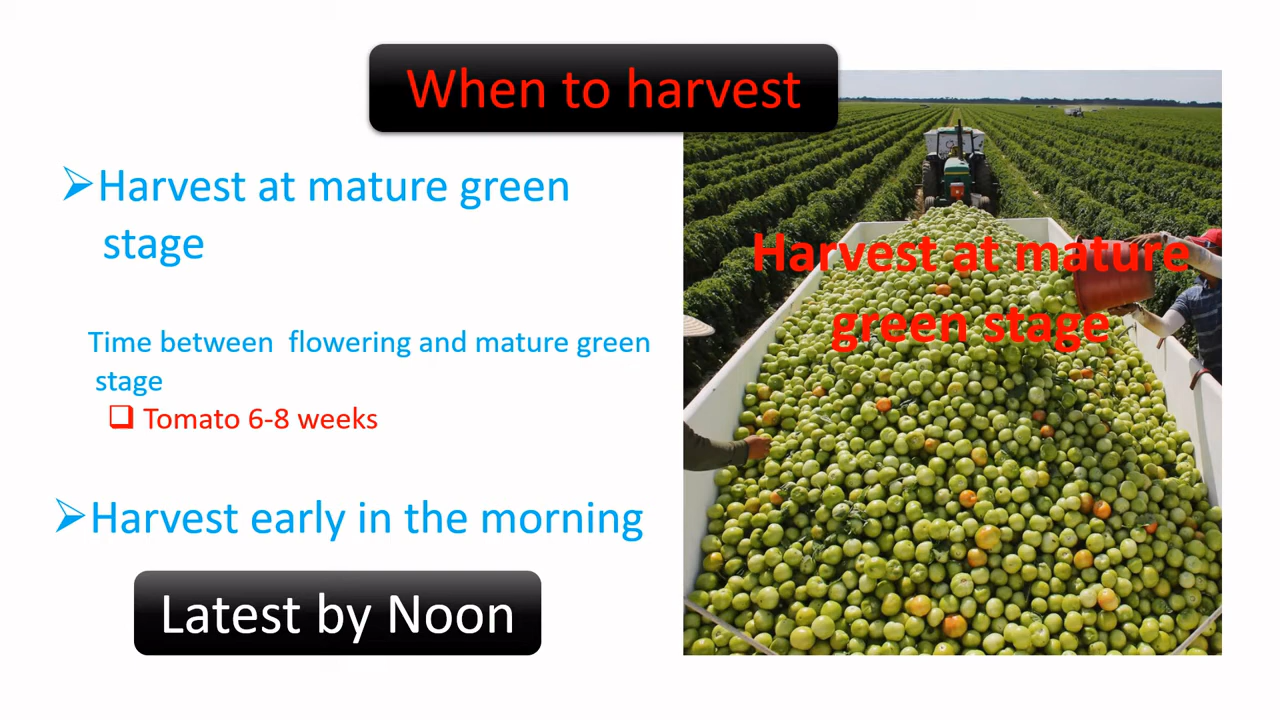 When to harvest
➢Harvest at mature green
stage
Time between flowering and mature green
stage
❑ Tomato 6-8 weeks
➢Harvest early in the morning
Latest by Noon
Harvest at mature
green stage